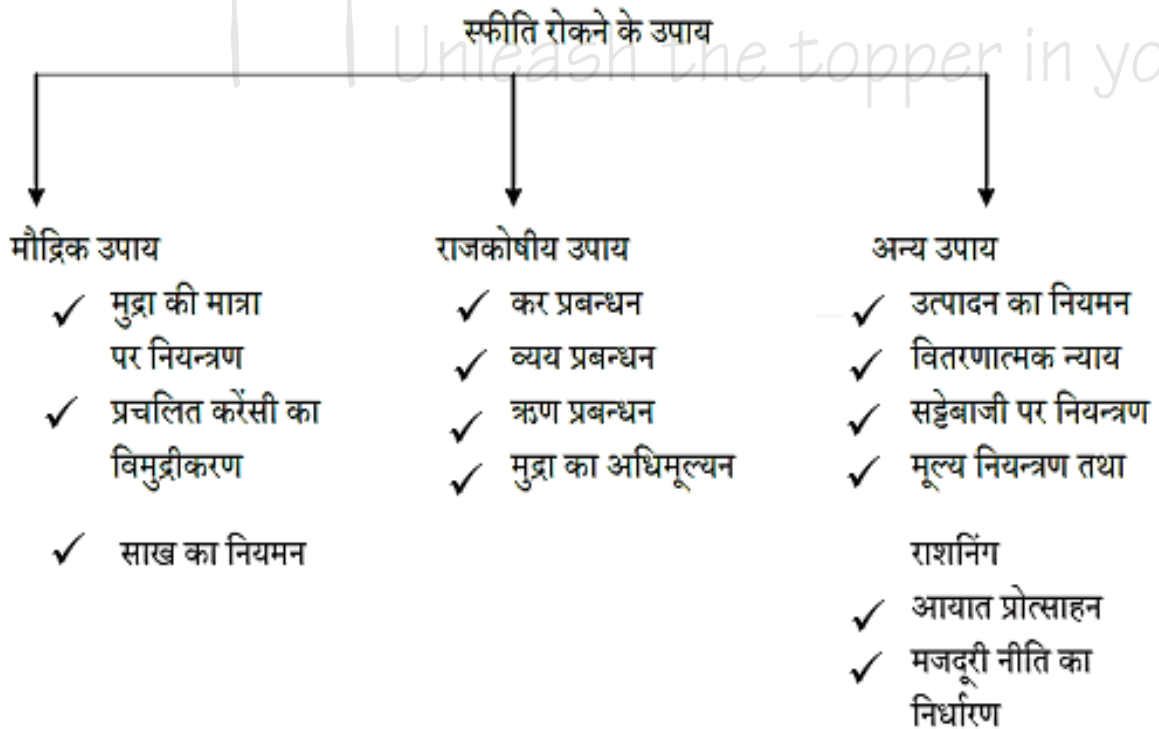 Unleash the topper in yo
स्फीति रोकने के उपाय
मौद्रिक उपाय
मुद्रा की मात्रा
पर नियन्त्रण
प्रचलित करेंसी का
विमुद्रीकरण
साख का नियमन
राजकोषीय उपाय
कर प्रबन्धन
व्यय प्रबन्धन
ऋण प्रबन्धन
मुद्रा का अधिमूल्यन
अन्य उपाय
उत्पादन का नियमन
वितरणात्मक न्याय
सट्टेबाजी पर नियन्त्रण
मूल्य नियन्त्रण तथा
राशनिंग
आयात प्रोत्साहन
मजदूरी नीति का
निर्धारण